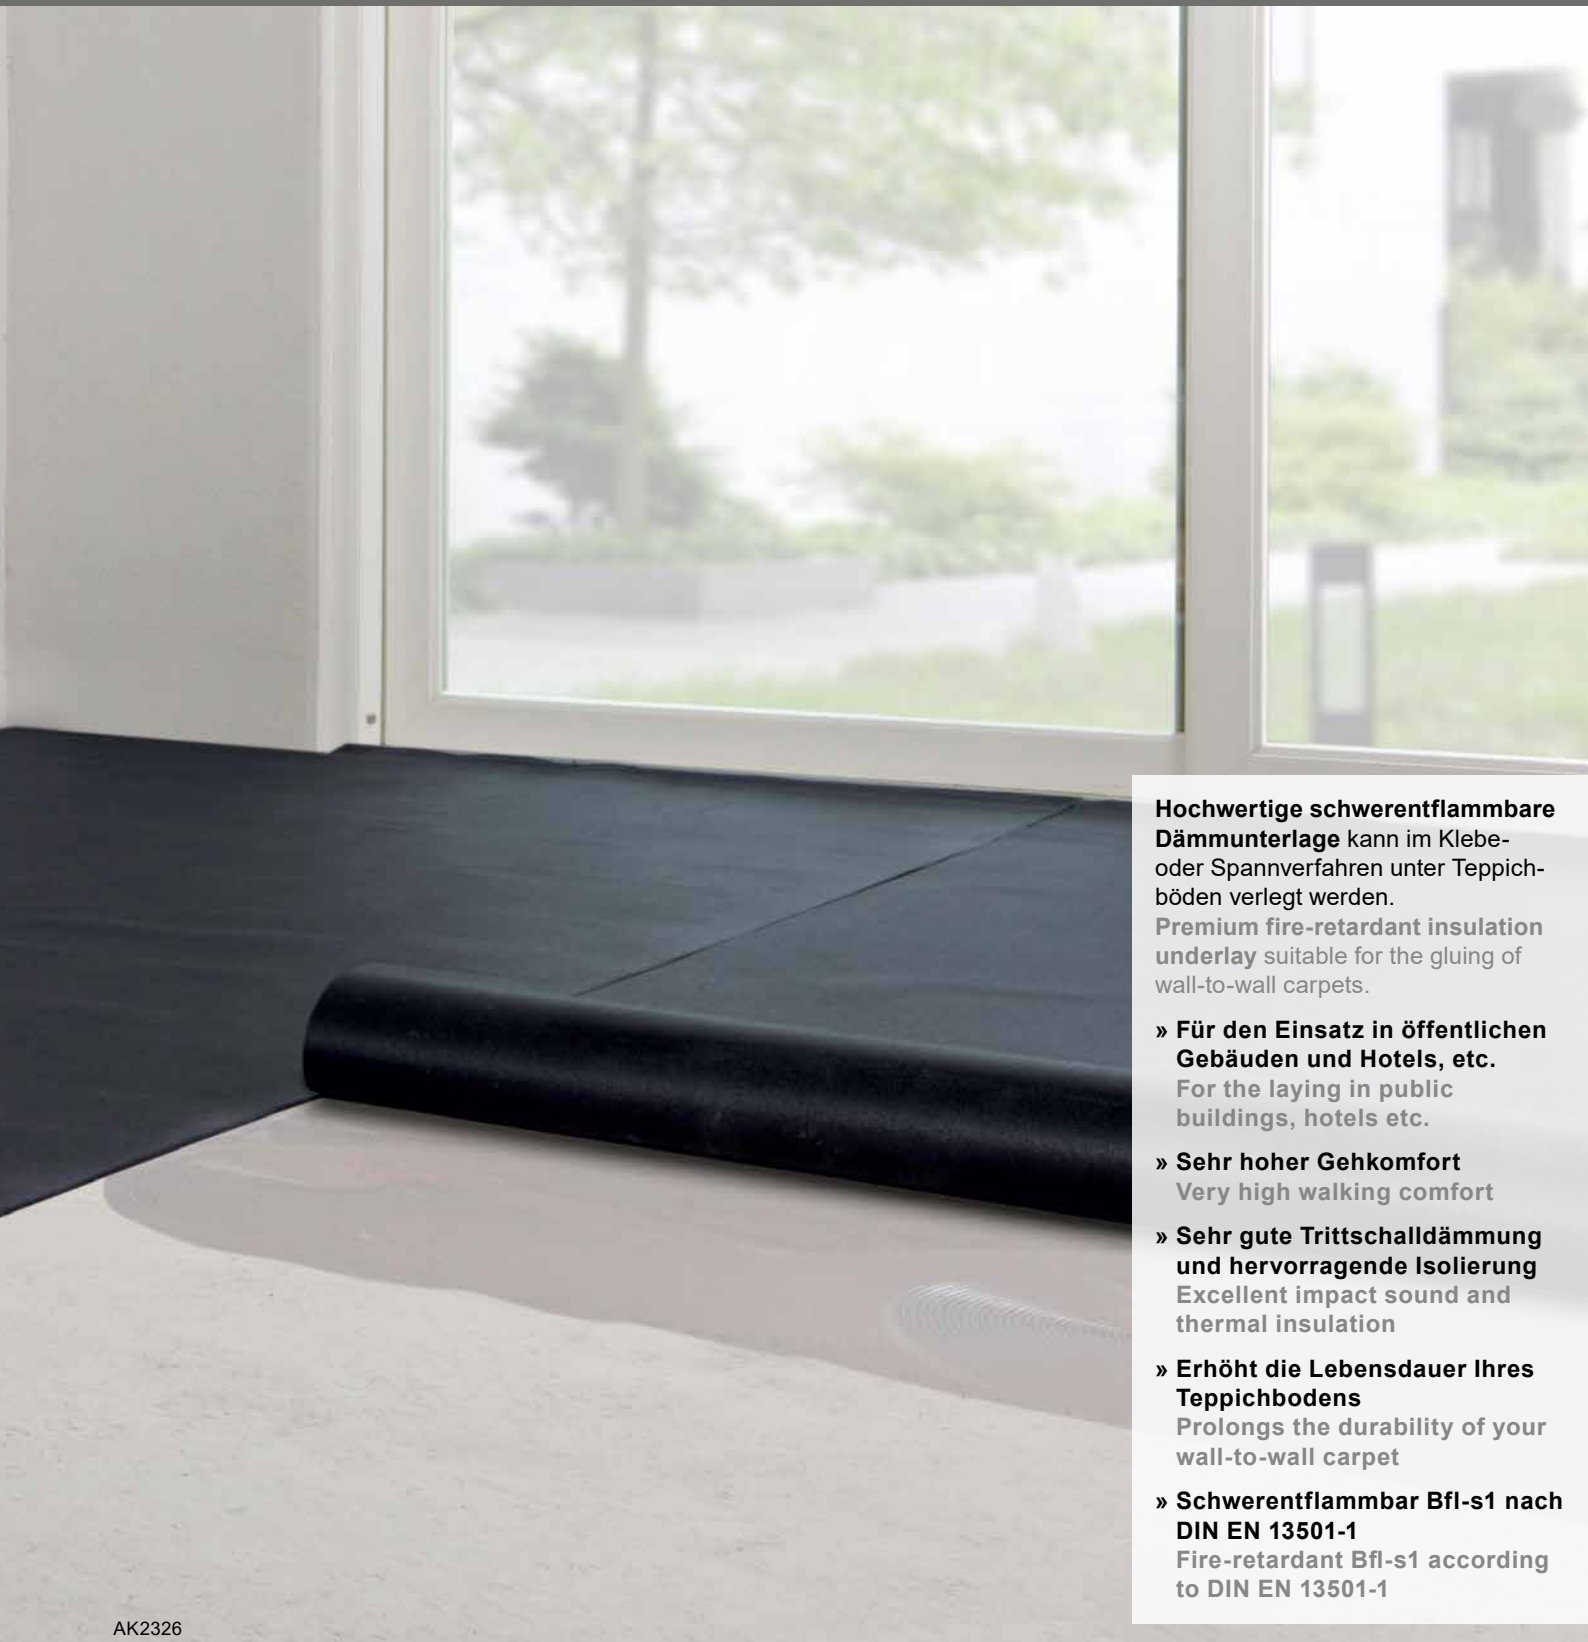 Hochwertige schwerentflammbare
Dämmunterlage kann im Klebe-
oder Spannverfahren unter Teppich-
böden verlegt werden.
Premium fire-retardant insulation
underlay suitable for the gluing of
wall-to-wall carpets.
» Für den Einsatz in öffentlichen
Gebäuden und Hotels, etc.
For the laying in public
buildings, hotels etc.
» Sehr hoher Gehkomfort
Very high walking comfort
» Sehr gute Trittschalldämmung
und hervorragende Isolierung
Excellent impact sound and
thermal insulation
» Erhöht die Lebensdauer Ihres
Teppichbodens
Prolongs the durability of your
wall-to-wall carpet
» Schwerentflammbar Bfl-s1 nach
DIN EN 13501-1
Fire-retardant Bfl-s1 according
to DIN EN 13501-1
AK2326